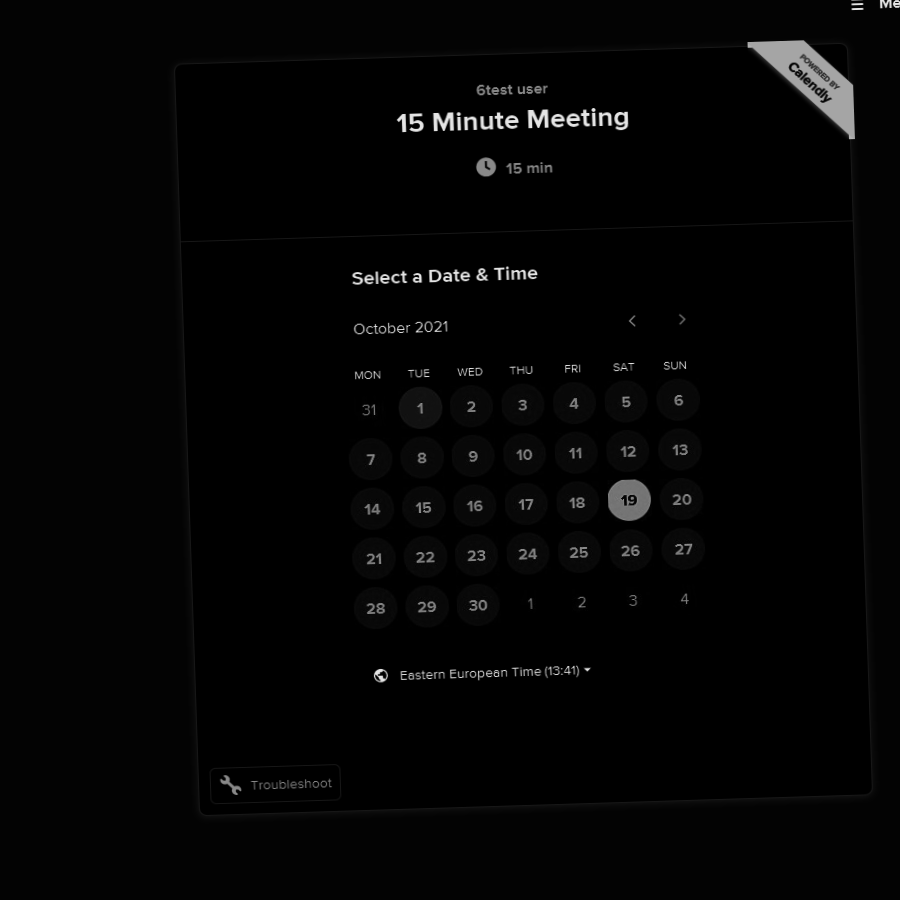 Me
POWERED BY
Calendly
6test user
15 Minute Meeting
15 min
Select a Date & Time
October 2021
MON TUE WED THU FRI SAT SUN
31 1 2 3 4 5 6
7 8 9 10 11 12 13
14 15 16 17 18 19 20
21 22 23 24 25 26 27
28 29 30 1 2 3 4
Eastern European Time (13:41)
Troubleshoot